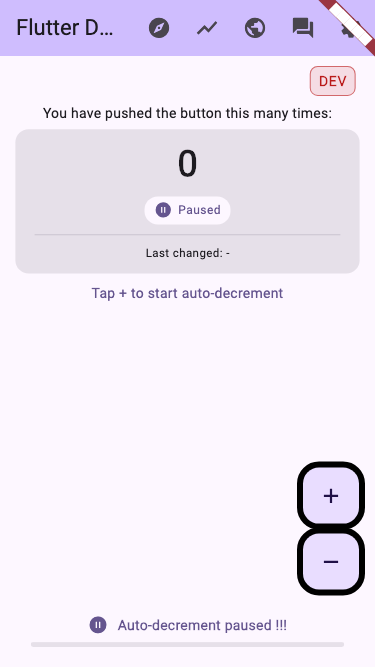 Flutter D...
DEV
You have pushed the button this many times:
0
Paused
Last changed: -
Tap + to start auto-decrement
+
−
Auto-decrement paused !!!